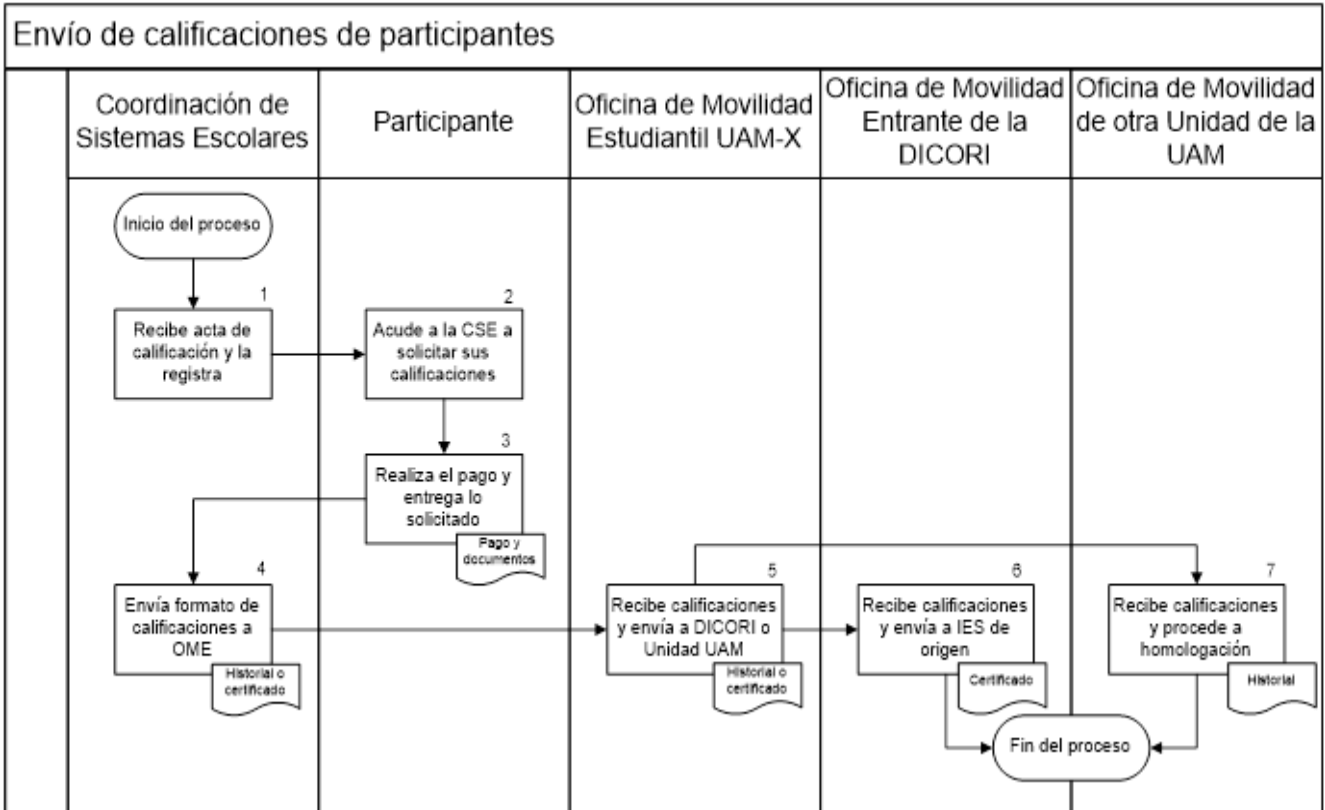 Envío de calificaciones de participantes
Coordinación de
Sistemas Escolares
Participante
Oficina de Movilidad
Estudiantil UAM-X
Oficina de Movilidad
Entrante de la
DICORI
Oficina de Movilidad
de otra Unidad de la
UAM
Inicio del proceso
1
Recibe acta de
calificación y la
registra
2
Acude a la CSE a
solicitar sus
calificaciones
3
Realiza el pago y
entrega lo
solicitado
Pago y
documentos
4
Envía formato de
calificaciones a
OME
Historial o
certificado
5
Recibe calificaciones
y envía a DICORI o
Unidad UAM
Historial o
certificado
6
Recibe calificaciones
y envía a IES de
origen
Certificado
7
Recibe calificaciones
y procede a
homologación
Historial
Fin del proceso